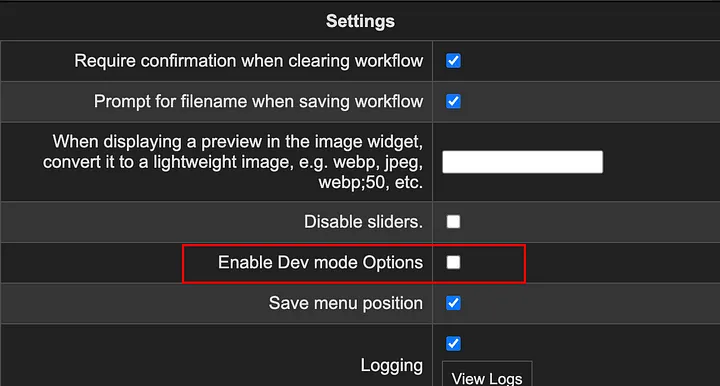 Settings
Require confirmation when clearing workflow
Prompt for filename when saving workflow
When displaying a preview in the image widget,
convert it to a lightweight image, e.g. webp, jpeg,
webp;50, etc.
Disable sliders.
Enable Dev mode Options
Save menu position
Logging
View Logs